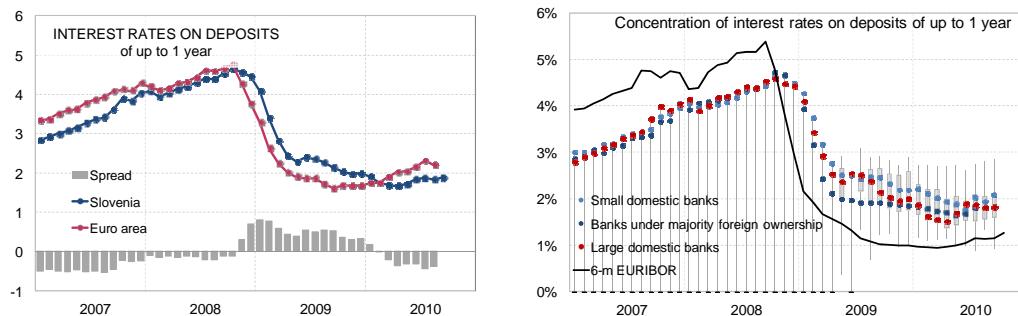 INTEREST RATES ON DEPOSITS
of up to 1 year
6
5
4
3
2
1
0
-1
Spread
Slovenia
Euro area
2007 2008 2009 2010
Concentration of interest rates on deposits of up to 1 year
6%
5%
4%
3%
2%
1%
0%
Small domestic banks
Banks under majority foreign ownership
Large domestic banks
6-m EURIBOR
2007 2008 2009 2010